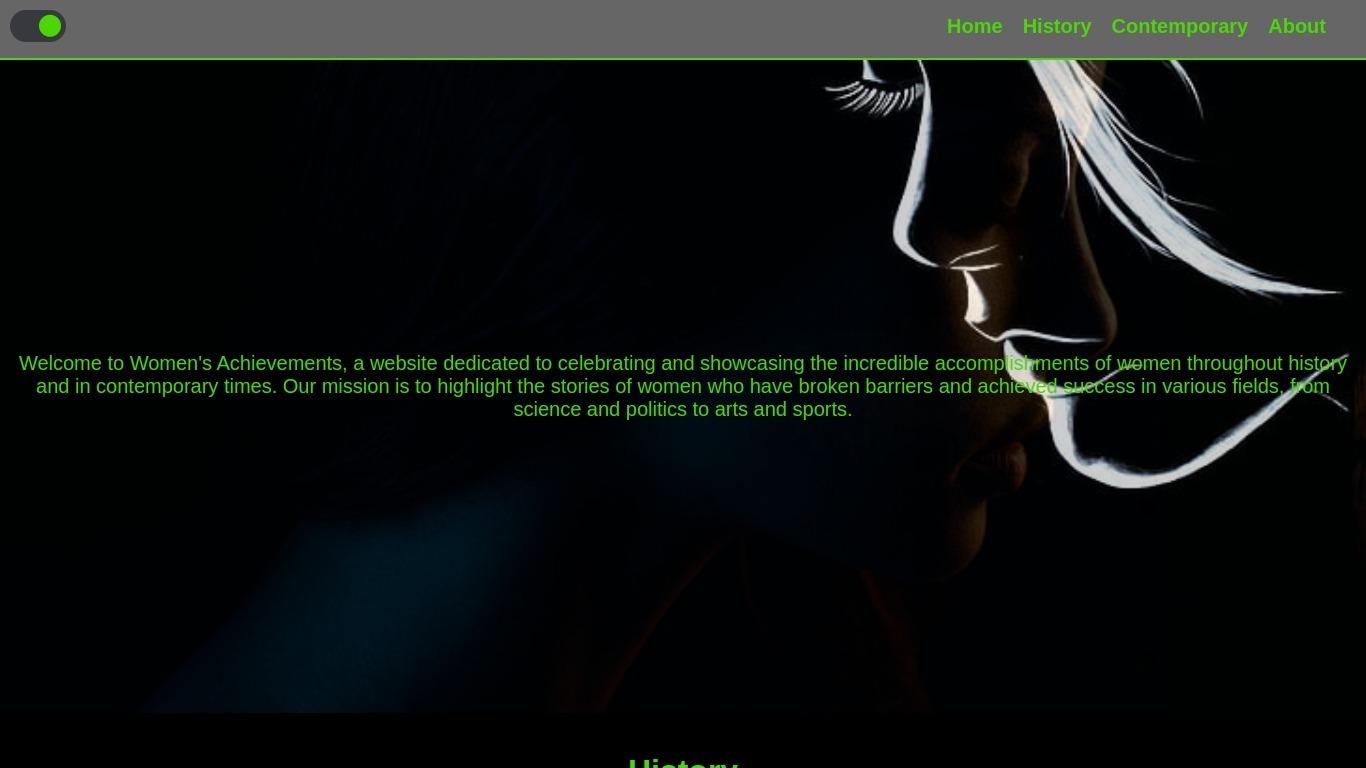 Home History Contemporary About
Welcome to Women's Achievements, a website dedicated to celebrating and showcasing the incredible accomplishments of women throughout history
and in contemporary times. Our mission is to highlight the stories of women who have broken barriers and achieved success in various fields, from
science and politics to arts and sports.
History